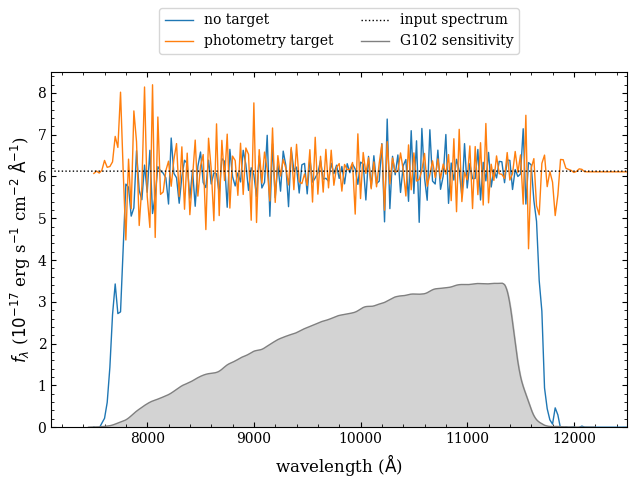 no target
photometry target
input spectrum
G102 sensitivity
8
7
6
5
4
3
2
1
0
f_λ (10⁻¹⁷ erg s⁻¹ cm⁻² Å⁻¹)
8000 9000 10000 11000 12000
wavelength (Å)